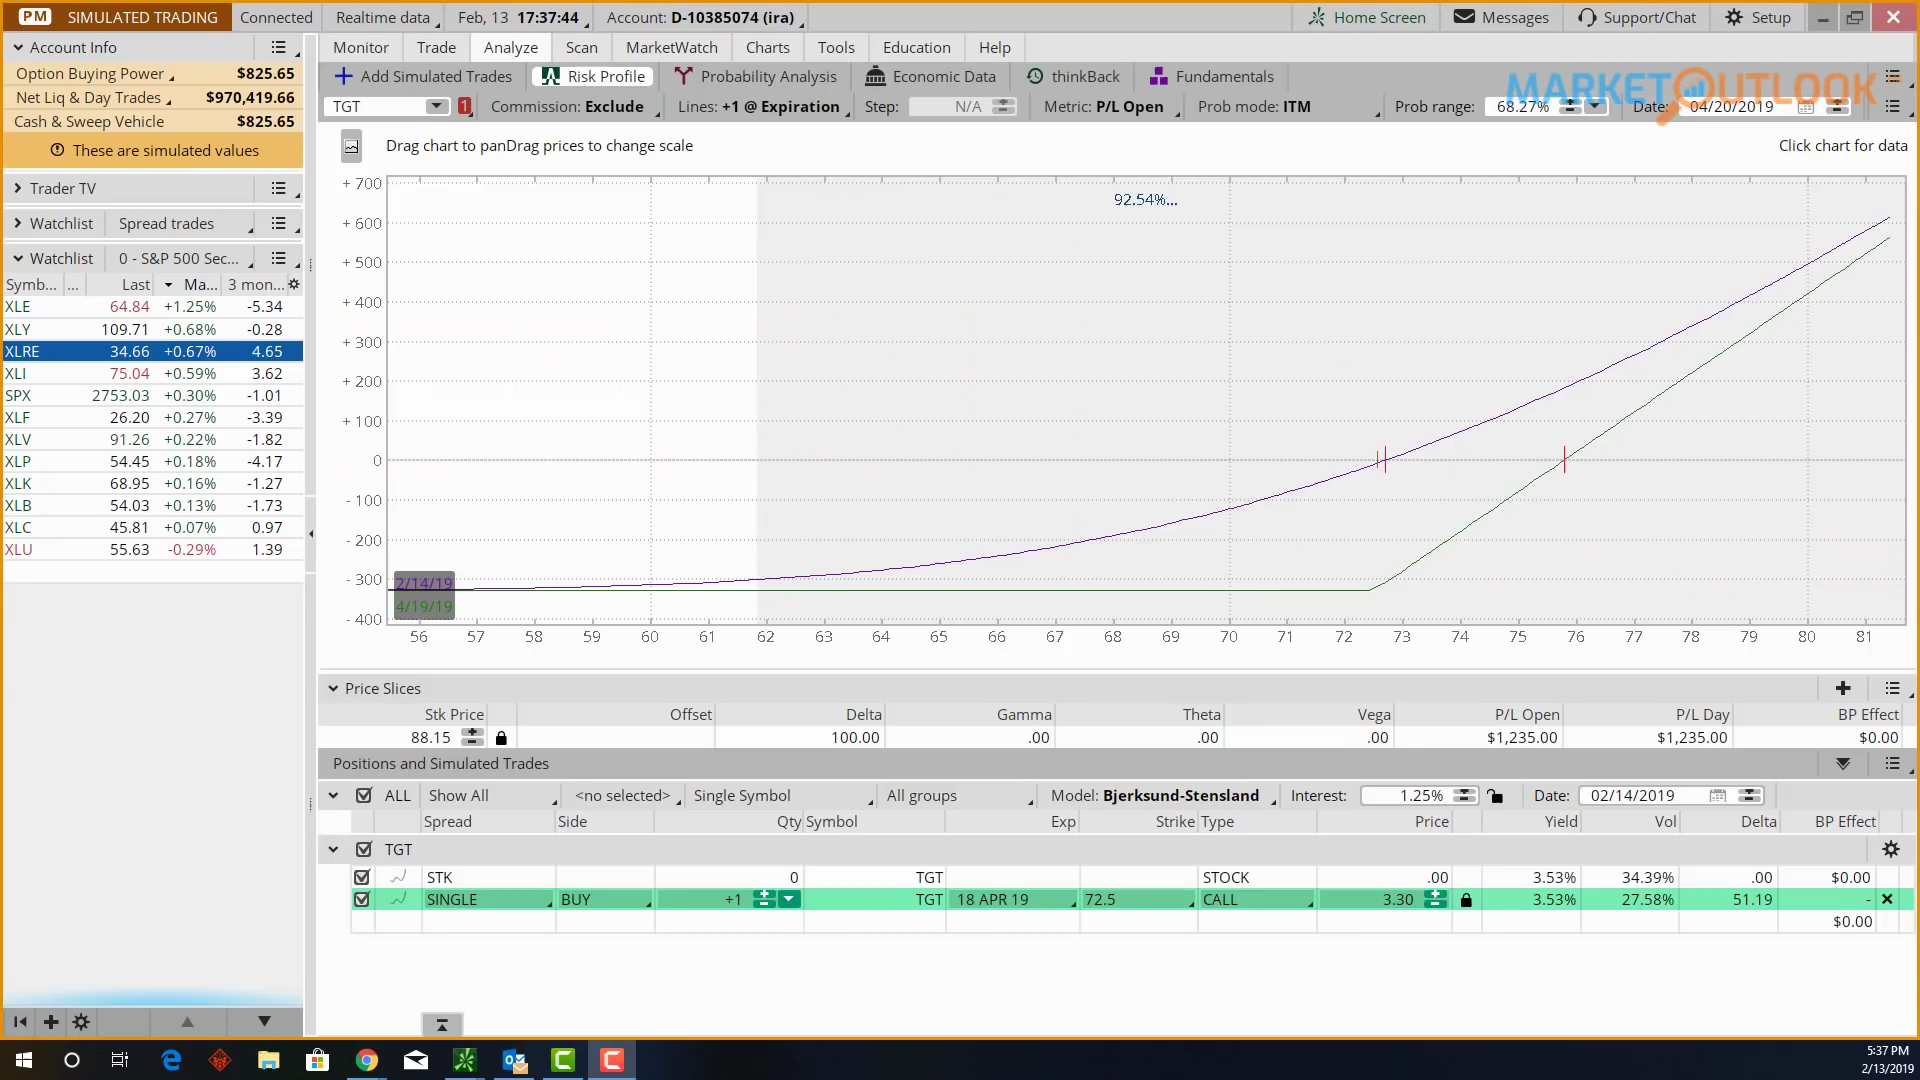 PM SIMULATED TRADING Connected Realtime data Feb, 13 17:37:44 Account: D-10385074 (ira) Home Screen Messages Support/Chat Setup
Account Info
Option Buying Power $825.65
Net Liq & Day Trades $970,419.66
Cash & Sweep Vehicle $825.65
These are simulated values
Trader TV
Watchlist Spread trades
Watchlist 0 - S&P 500 Sec...
Symb... ... Last Ma... 3 mon...
XLE 64.84 +1.25% -5.34
XLY 109.71 +0.68% -0.28
XLRE 34.66 +0.67% 4.65
XLI 75.04 +0.59% 3.62
SPX 2753.03 +0.30% -1.01
XLF 26.20 +0.27% -3.39
XLV 91.26 +0.22% -1.82
XLP 54.45 +0.18% -4.17
XLK 68.95 +0.16% -1.27
XLB 54.03 +0.13% -1.73
XLC 45.81 +0.07% 0.97
XLU 55.63 -0.29% 1.39
Monitor Trade Analyze Scan MarketWatch Charts Tools Education Help
Add Simulated Trades Risk Profile Probability Analysis Economic Data thinkBack Fundamentals
MARKET OUTLOOK
TGT 1 Commission: Exclude Lines: +1 @ Expiration Step: N/A Metric: P/L Open Prob mode: ITM Prob range: 68.27% Date: 04/20/2019
Drag chart to panDrag prices to change scale Click chart for data
92.54%...
+ 700
+ 600
+ 500
+ 400
+ 300
+ 200
+ 100
0
- 100
- 200
- 300
- 400
2/14/19
4/19/19
56 57 58 59 60 61 62 63 64 65 66 67 68 69 70 71 72 73 74 75 76 77 78 79 80 81
Price Slices
Stk Price Offset Delta Gamma Theta Vega P/L Open P/L Day BP Effect
88.15 100.00 .00 .00 .00 $1,235.00 $1,235.00 $0.00
Positions and Simulated Trades
ALL Show All <no selected> Single Symbol All groups Model: Bjerksund-Stensland Interest: 1.25% Date: 02/14/2019
Spread Side Qty Symbol Exp Strike Type Price Yield Vol Delta BP Effect
TGT
STK 0 TGT STOCK .00 3.53% 34.39% .00 $0.00
SINGLE BUY +1 TGT 18 APR 19 72.5 CALL 3.30 3.53% 27.58% 51.19 -
$0.00
5:37 PM
2/13/2019